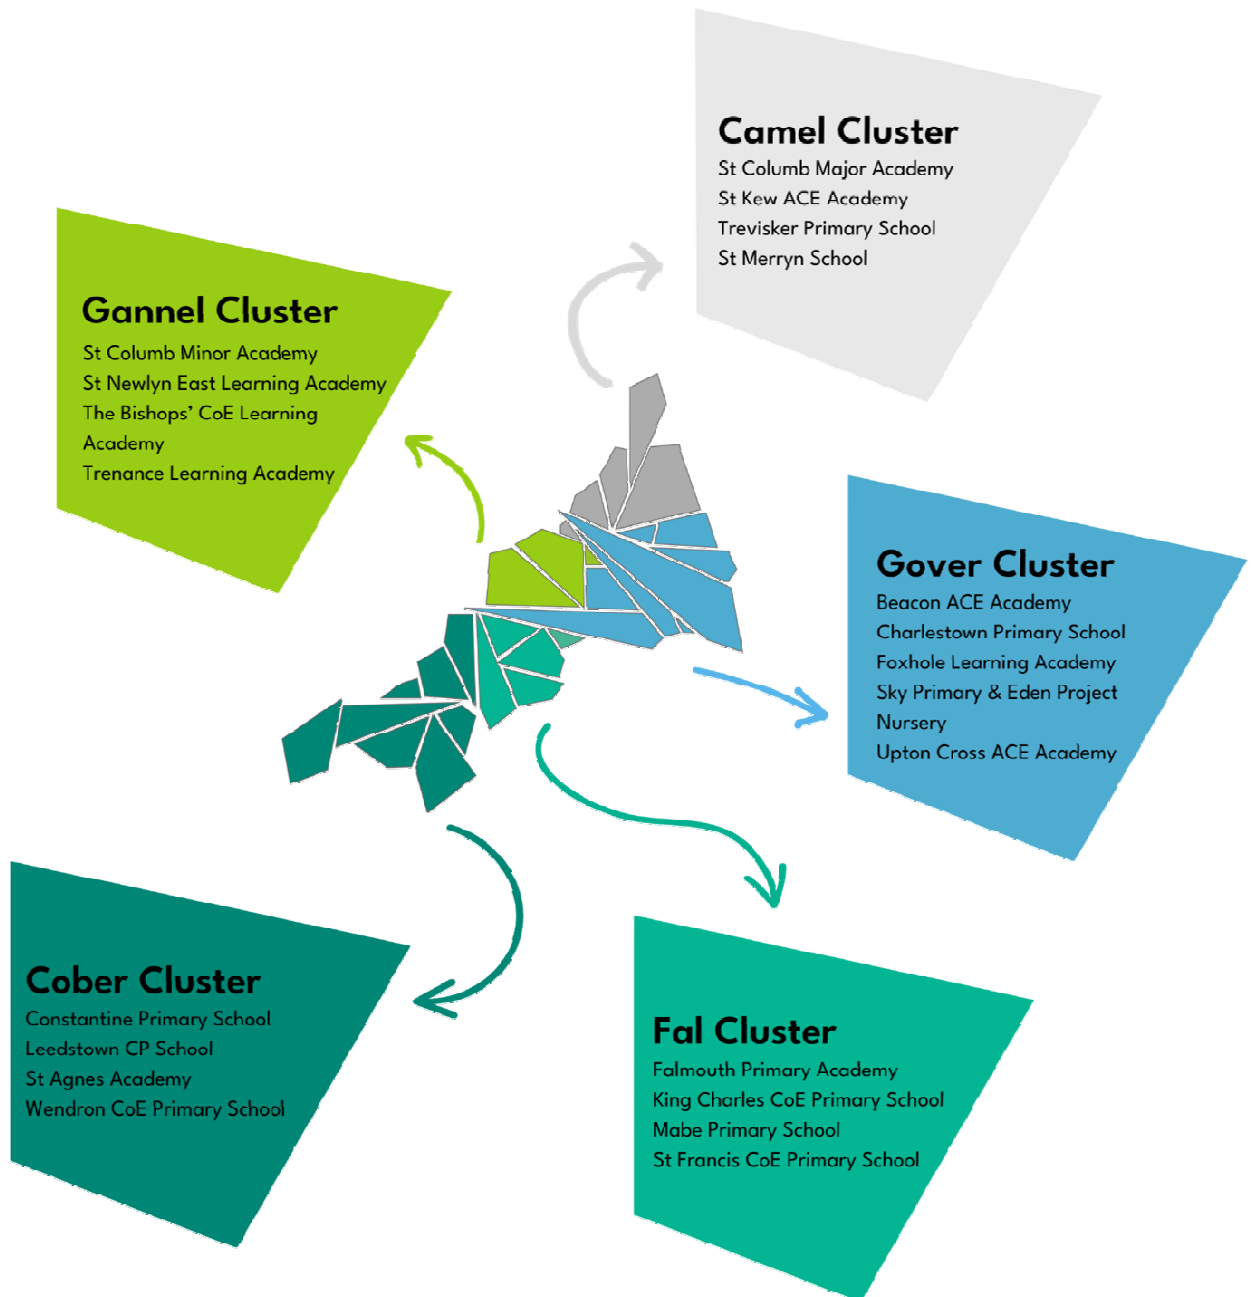 Camel Cluster
St Columb Major Academy
St Kew ACE Academy
Trevisker Primary School
St Merryn School
Gannel Cluster
St Columb Minor Academy
St Newlyn East Learning Academy
The Bishops’ CoE Learning
Academy
Trenance Learning Academy
Gover Cluster
Beacon ACE Academy
Charlestown Primary School
Foxhole Learning Academy
Sky Primary & Eden Project
Nursery
Upton Cross ACE Academy
Cober Cluster
Constantine Primary School
Leedstown CP School
St Agnes Academy
Wendron CoE Primary School
Fal Cluster
Falmouth Primary Academy
King Charles CoE Primary School
Mabe Primary School
St Francis CoE Primary School